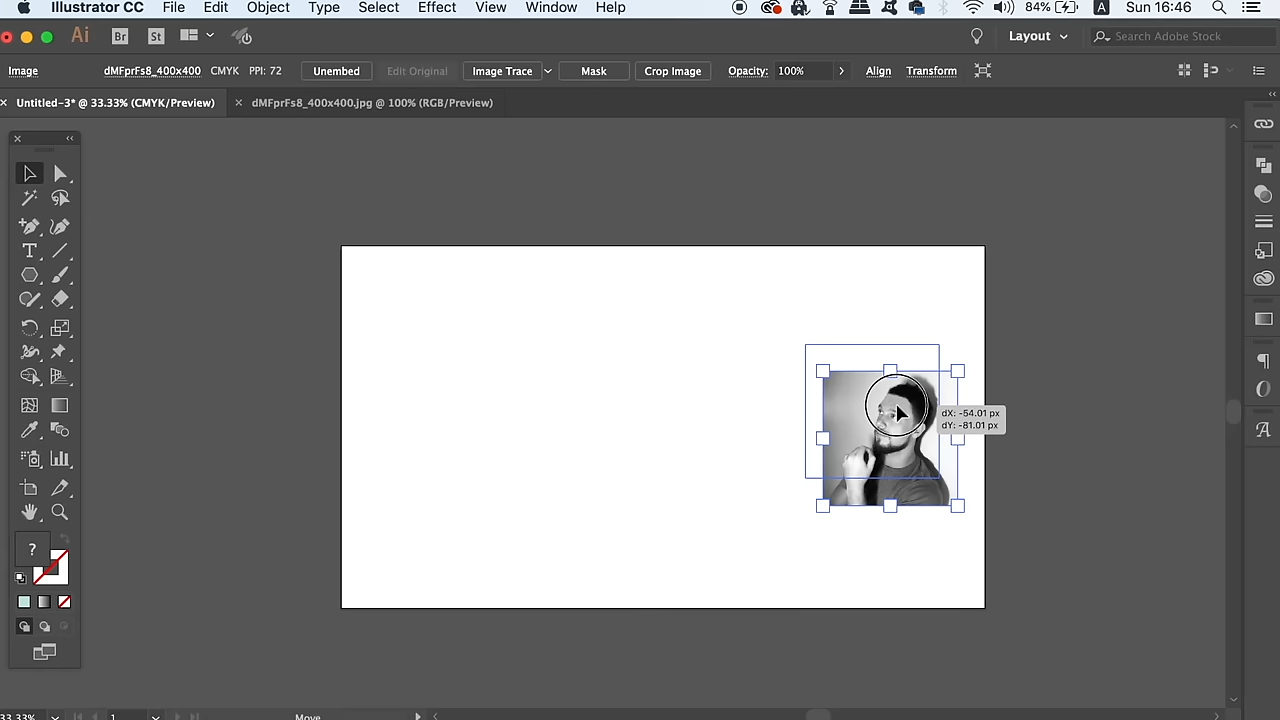 Illustrator CC File Edit Object Type Select Effect View Window Help 84% A Sun 16:46
Ai Br St Layout Search Adobe Stock
Image dMFprFs8_400x400 CMYK PPI: 72 Unembed Edit Original Image Trace Mask Crop Image Opacity: 100% Align Transform
× Untitled-3* @ 33.33% (CMYK/Preview) × dMFprFs8_400x400.jpg @ 100% (RGB/Preview)
dX: -54.01 px
dY: -81.01 px
?
33.33% 1 Move